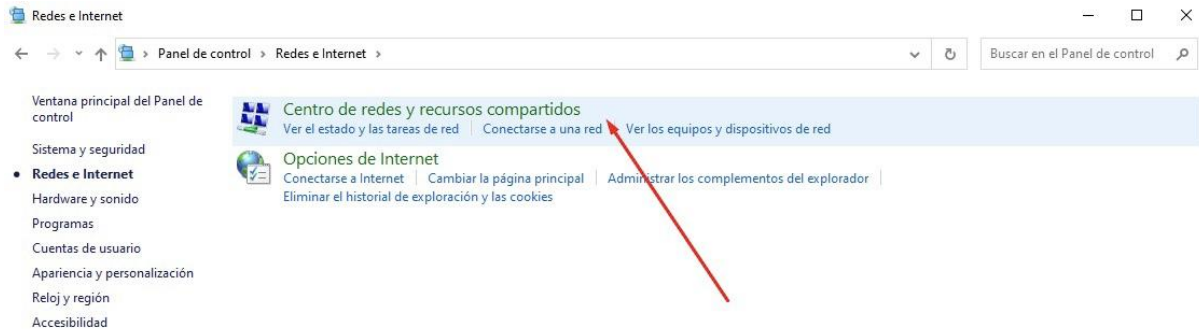 Redes e Internet
Panel de control > Redes e Internet >
Buscar en el Panel de control
Ventana principal del Panel de
control
Sistema y seguridad
Redes e Internet
Hardware y sonido
Programas
Cuentas de usuario
Apariencia y personalización
Reloj y región
Accesibilidad
Centro de redes y recursos compartidos
Ver el estado y las tareas de red | Conectarse a una red | Ver los equipos y dispositivos de red
Opciones de Internet
Conectarse a Internet | Cambiar la página principal | Administrar los complementos del explorador |
Eliminar el historial de exploración y las cookies